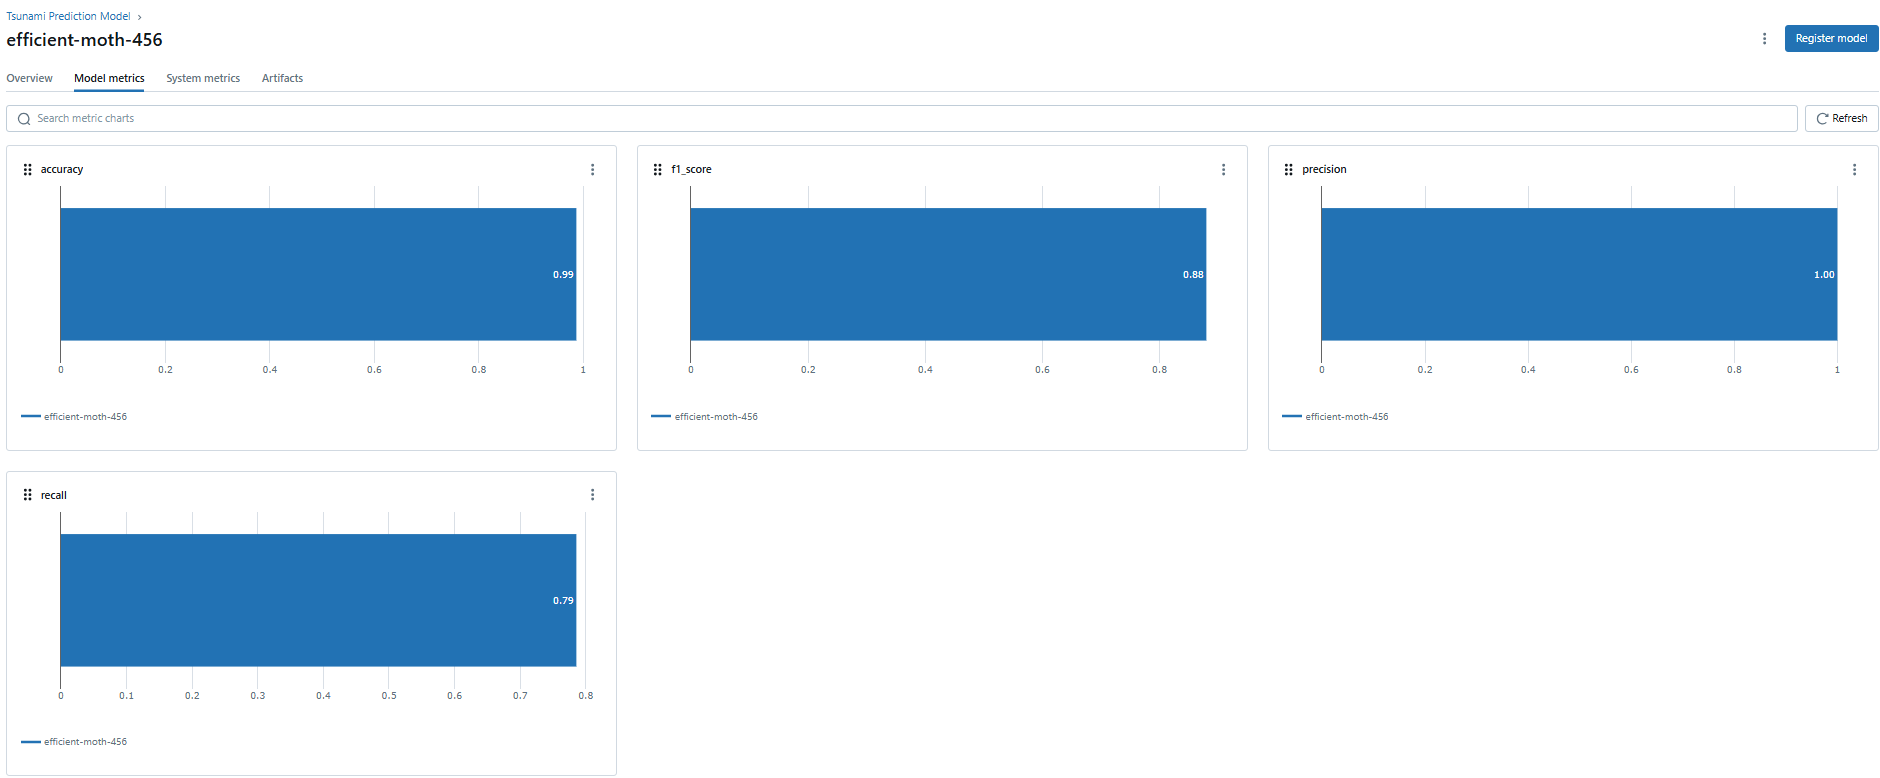 Tsunami Prediction Model ›
efficient-moth-456
Register model
Overview Model metrics System metrics Artifacts
Search metric charts
Refresh
accuracy
0.99
0 0.2 0.4 0.6 0.8 1
efficient-moth-456
f1_score
0.88
0 0.2 0.4 0.6 0.8
efficient-moth-456
precision
1.00
0 0.2 0.4 0.6 0.8 1
efficient-moth-456
recall
0.79
0 0.1 0.2 0.3 0.4 0.5 0.6 0.7 0.8
efficient-moth-456